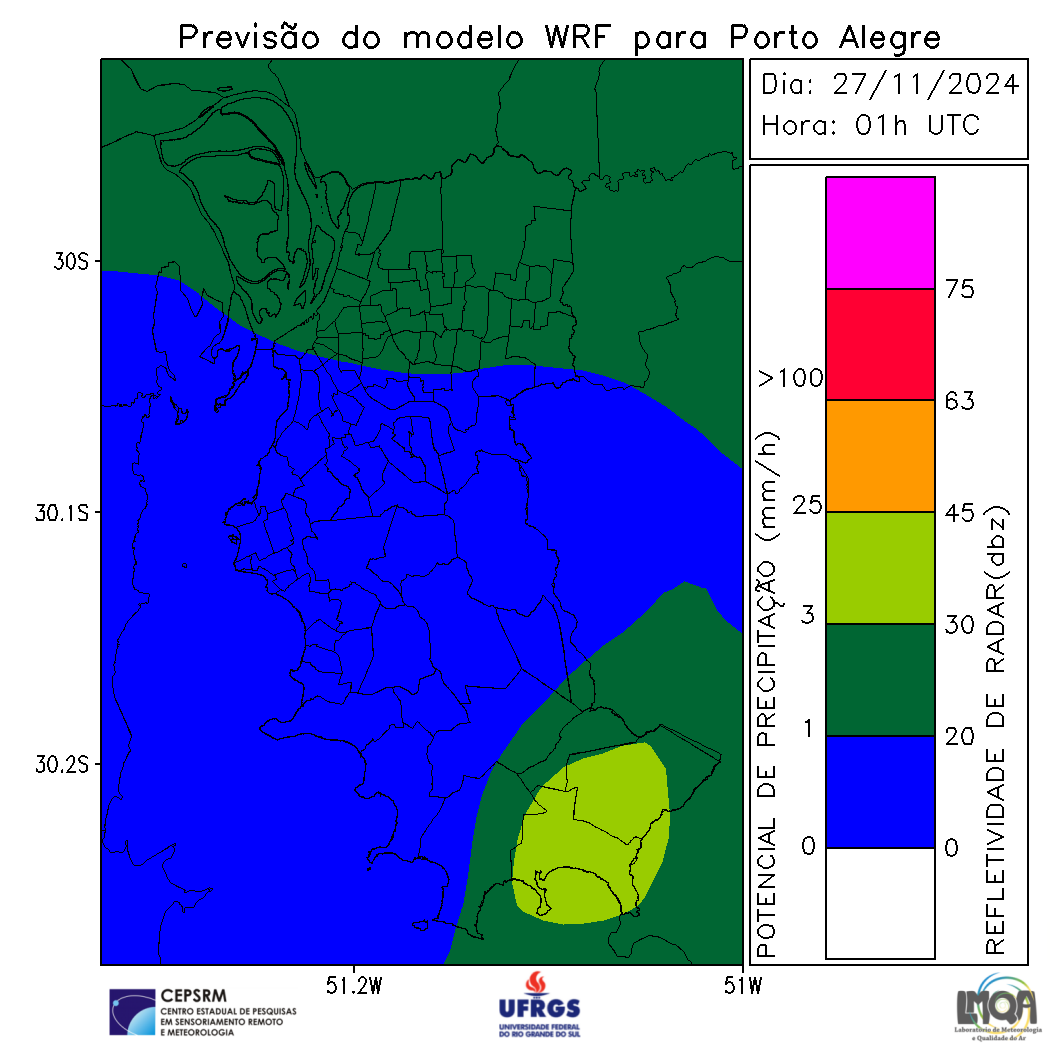 Previsão do modelo WRF para Porto Alegre
Dia: 27/11/2024
Hora: 01h UTC
30S
30.1S
30.2S
51.2W
51W
POTENCIAL DE PRECIPITAÇÃO (mm/h)
>100
25
3
1
0
75
63
45
30
20
0
REFLETIVIDADE DE RADAR(dbz)
CEPSRM
CENTRO ESTADUAL DE PESQUISAS
EM SENSORIAMENTO REMOTO
E METEOROLOGIA
UFRGS
UNIVERSIDADE FEDERAL
DO RIO GRANDE DO SUL
LMQA
Laboratório de Meteorologia
e Qualidade do Ar